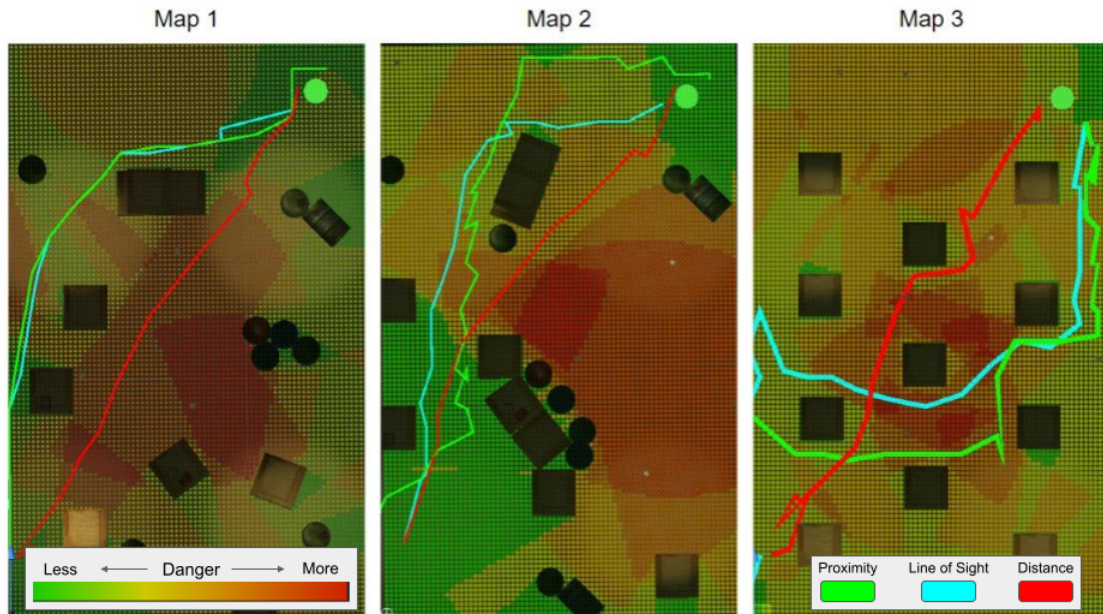 Map 1
Map 2
Map 3
Less Danger More
Proximity Line of Sight Distance